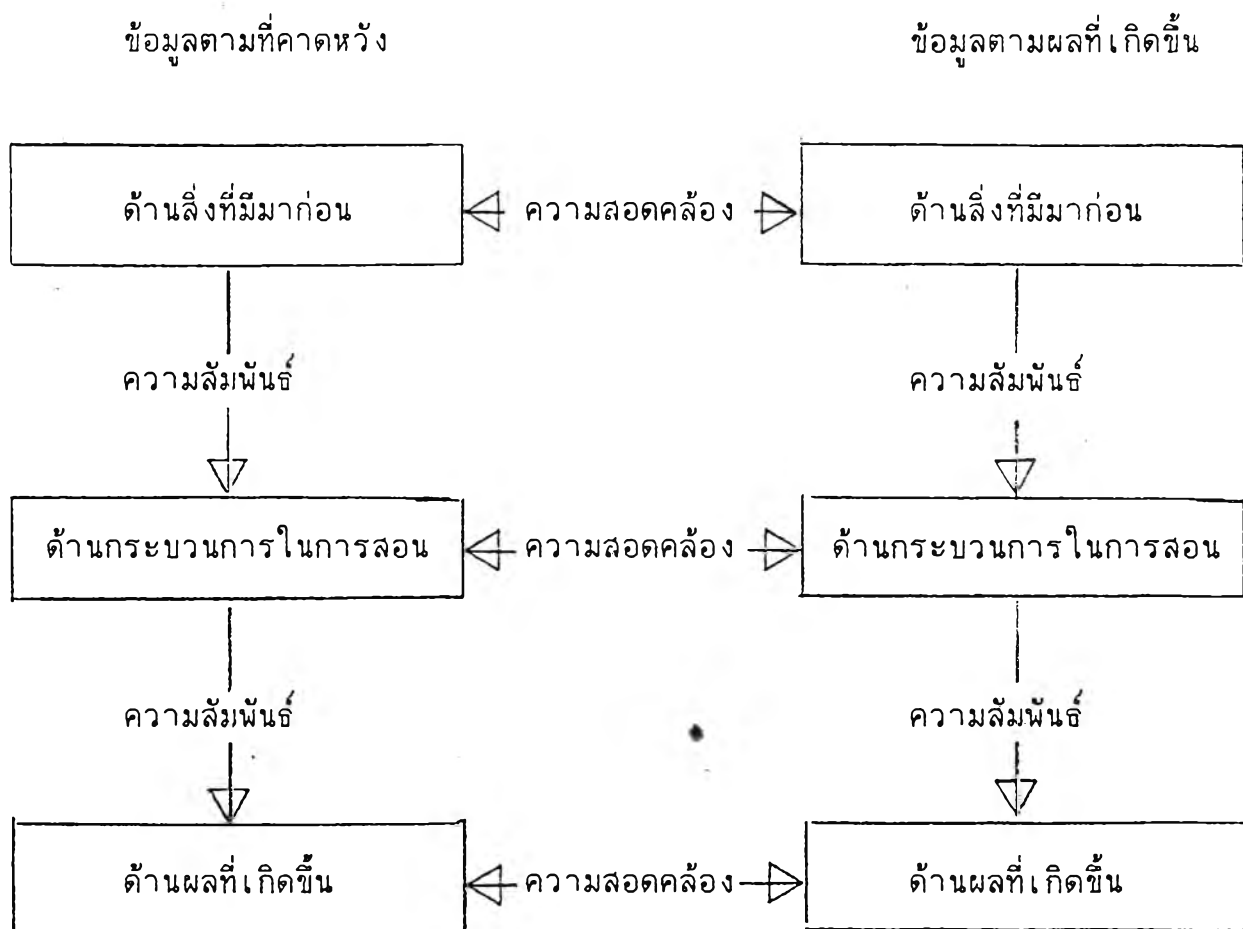 ข้อมูลตามที่คาดหวัง ข้อมูลตามผลที่เกิดขึ้น
ด้านสิ่งที่มีมาก่อน ความสอดคล้อง ด้านสิ่งที่มีมาก่อน
ความสัมพันธ์ ความสัมพันธ์
ด้านกระบวนการในการสอน ความสอดคล้อง ด้านกระบวนการในการสอน
ความสัมพันธ์ ความสัมพันธ์
ด้านผลที่เกิดขึ้น ความสอดคล้อง ด้านผลที่เกิดขึ้น